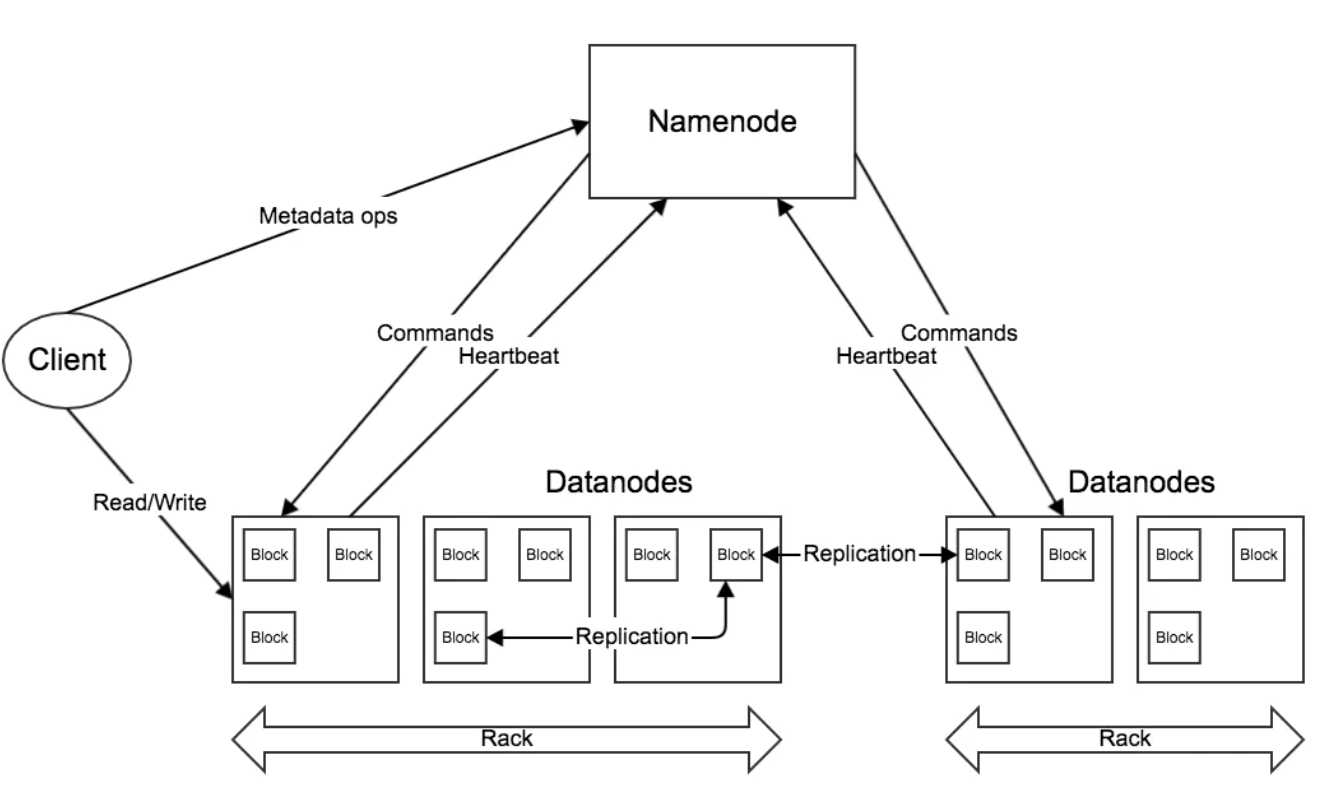 Namenode
Metadata ops
Client
Commands
Heartbeat
Commands
Heartbeat
Read/Write
Datanodes
Datanodes
Block
Block
Block
Block
Block
Block
Block
Block
Replication
Block
Block
Block
Block
Block
Block
Replication
Block
Block
Rack
Rack